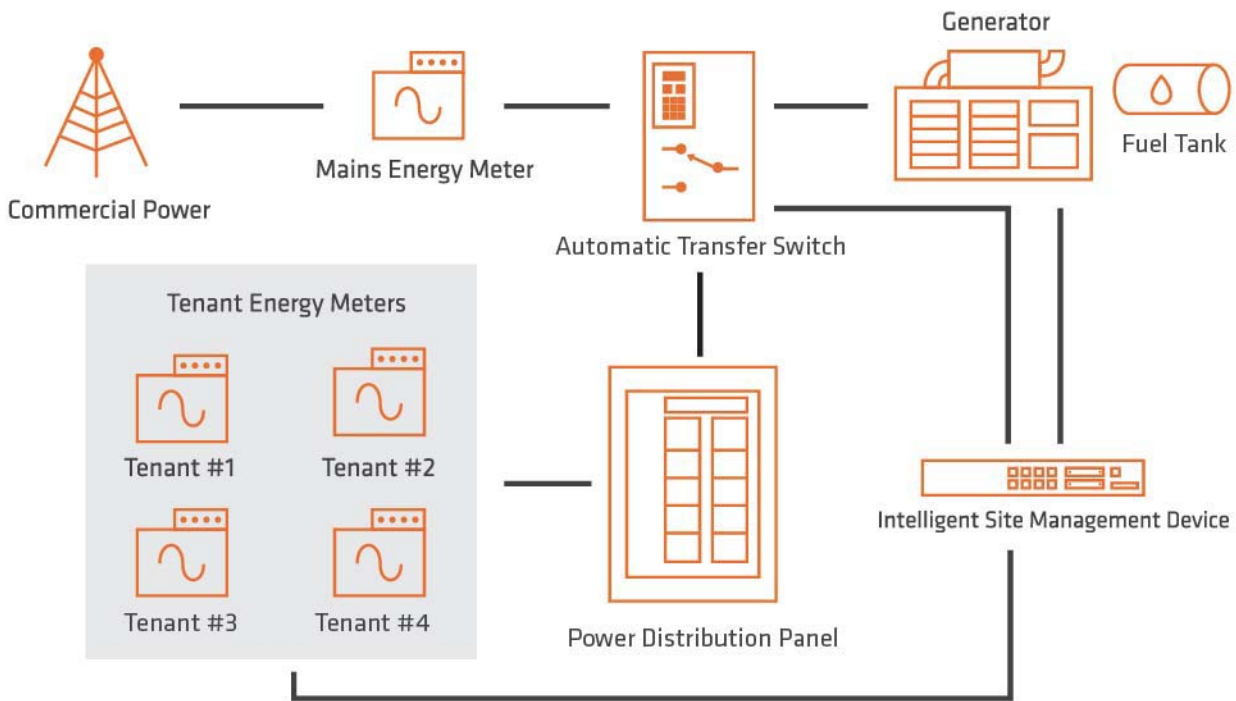 Generator
Fuel Tank
Mains Energy Meter
Commercial Power
Automatic Transfer Switch
Tenant Energy Meters
Tenant #1
Tenant #2
Tenant #3
Tenant #4
Power Distribution Panel
Intelligent Site Management Device